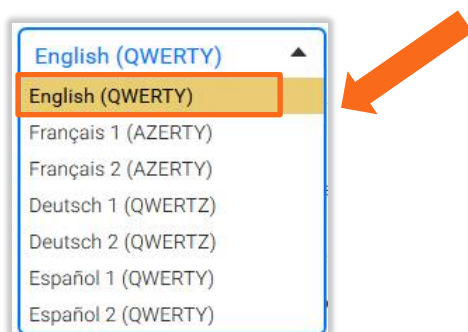 English (QWERTY)
English (QWERTY)
Français 1 (AZERTY)
Français 2 (AZERTY)
Deutsch 1 (QWERTZ)
Deutsch 2 (QWERTZ)
Español 1 (QWERTY)
Español 2 (QWERTY)